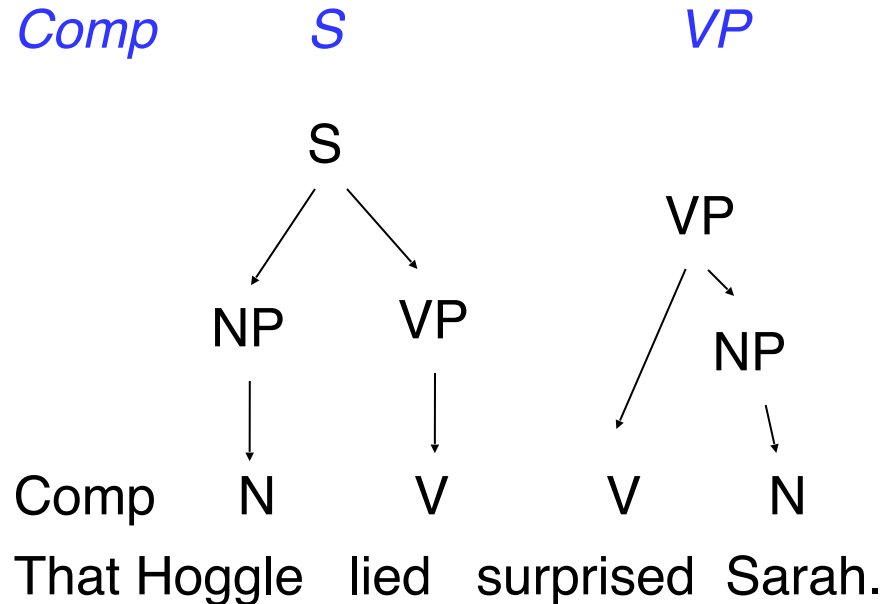 Comp S VP
S
VP
NP VP
NP
Comp N V V N
That Hoggle lied surprised Sarah.